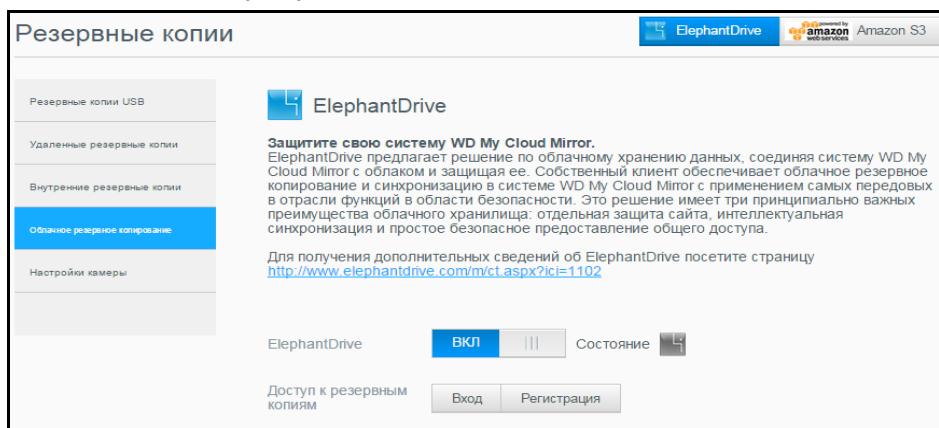 Резервные копии
ElephantDrive
powered by
amazon
web services
Amazon S3
Резервные копии USB
Удаленные резервные копии
Внутренние резервные копии
Облачное резервное копирование
Настройки камеры
ElephantDrive
Защитите свою систему WD My Cloud Mirror.
ElephantDrive предлагает решение по облачному хранению данных, соединяя систему WD My
Cloud Mirror с облаком и защищая ее. Собственный клиент обеспечивает облачное резервное
копирование и синхронизацию в системе WD My Cloud Mirror с применением самых передовых
в отрасли функций в области безопасности. Это решение имеет три принципиально важных
преимущества облачного хранилища: отдельная защита сайта, интеллектуальная
синхронизация и простое безопасное предоставление общего доступа.
Для получения дополнительных сведений об ElephantDrive посетите страницу
http://www.elephantdrive.com/m/ct.aspx?ici=1102
ElephantDrive
ВКЛ
Состояние
Доступ к резервным
копиям
Вход
Регистрация